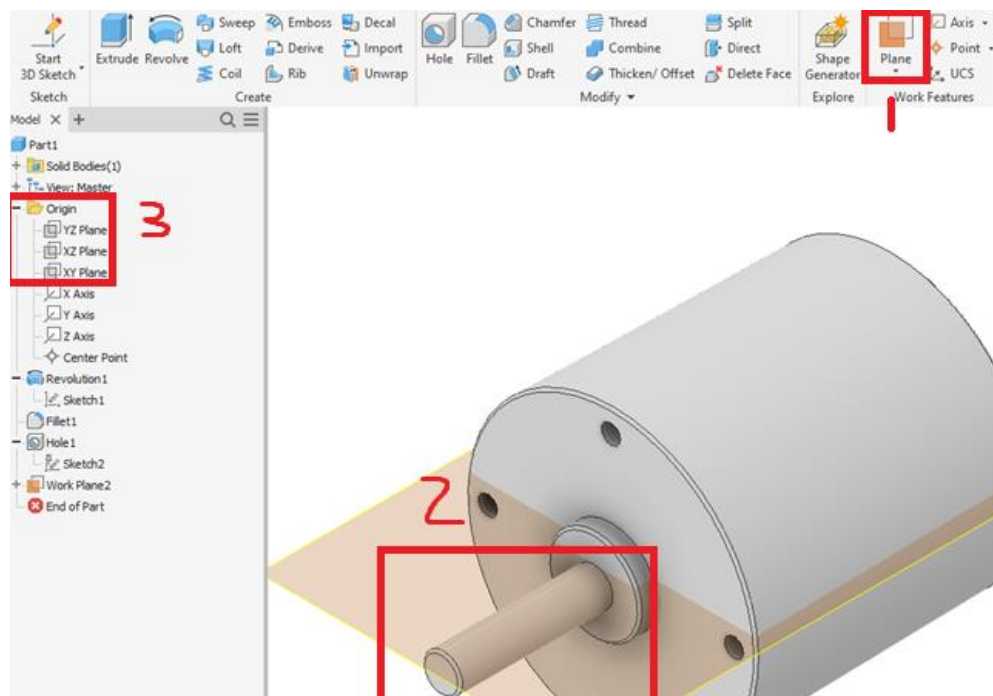 Sweep Emboss Decal Chamfer Thread Split Axis
Start 3D Sketch Extrude Revolve Loft Derive Import Hole Fillet Shell Combine Direct Shape Generator Plane Point
Coil Rib Unwrap Draft Thicken/ Offset Delete Face UCS
Sketch Create Modify Explore Work Features
1
Model
Part1
Solid Bodies(1)
View: Master
Origin
3
YZ Plane
XZ Plane
XY Plane
X Axis
Y Axis
Z Axis
Center Point
Revolution1
Sketch1
Fillet1
Hole1
Sketch2
Work Plane2
End of Part
2